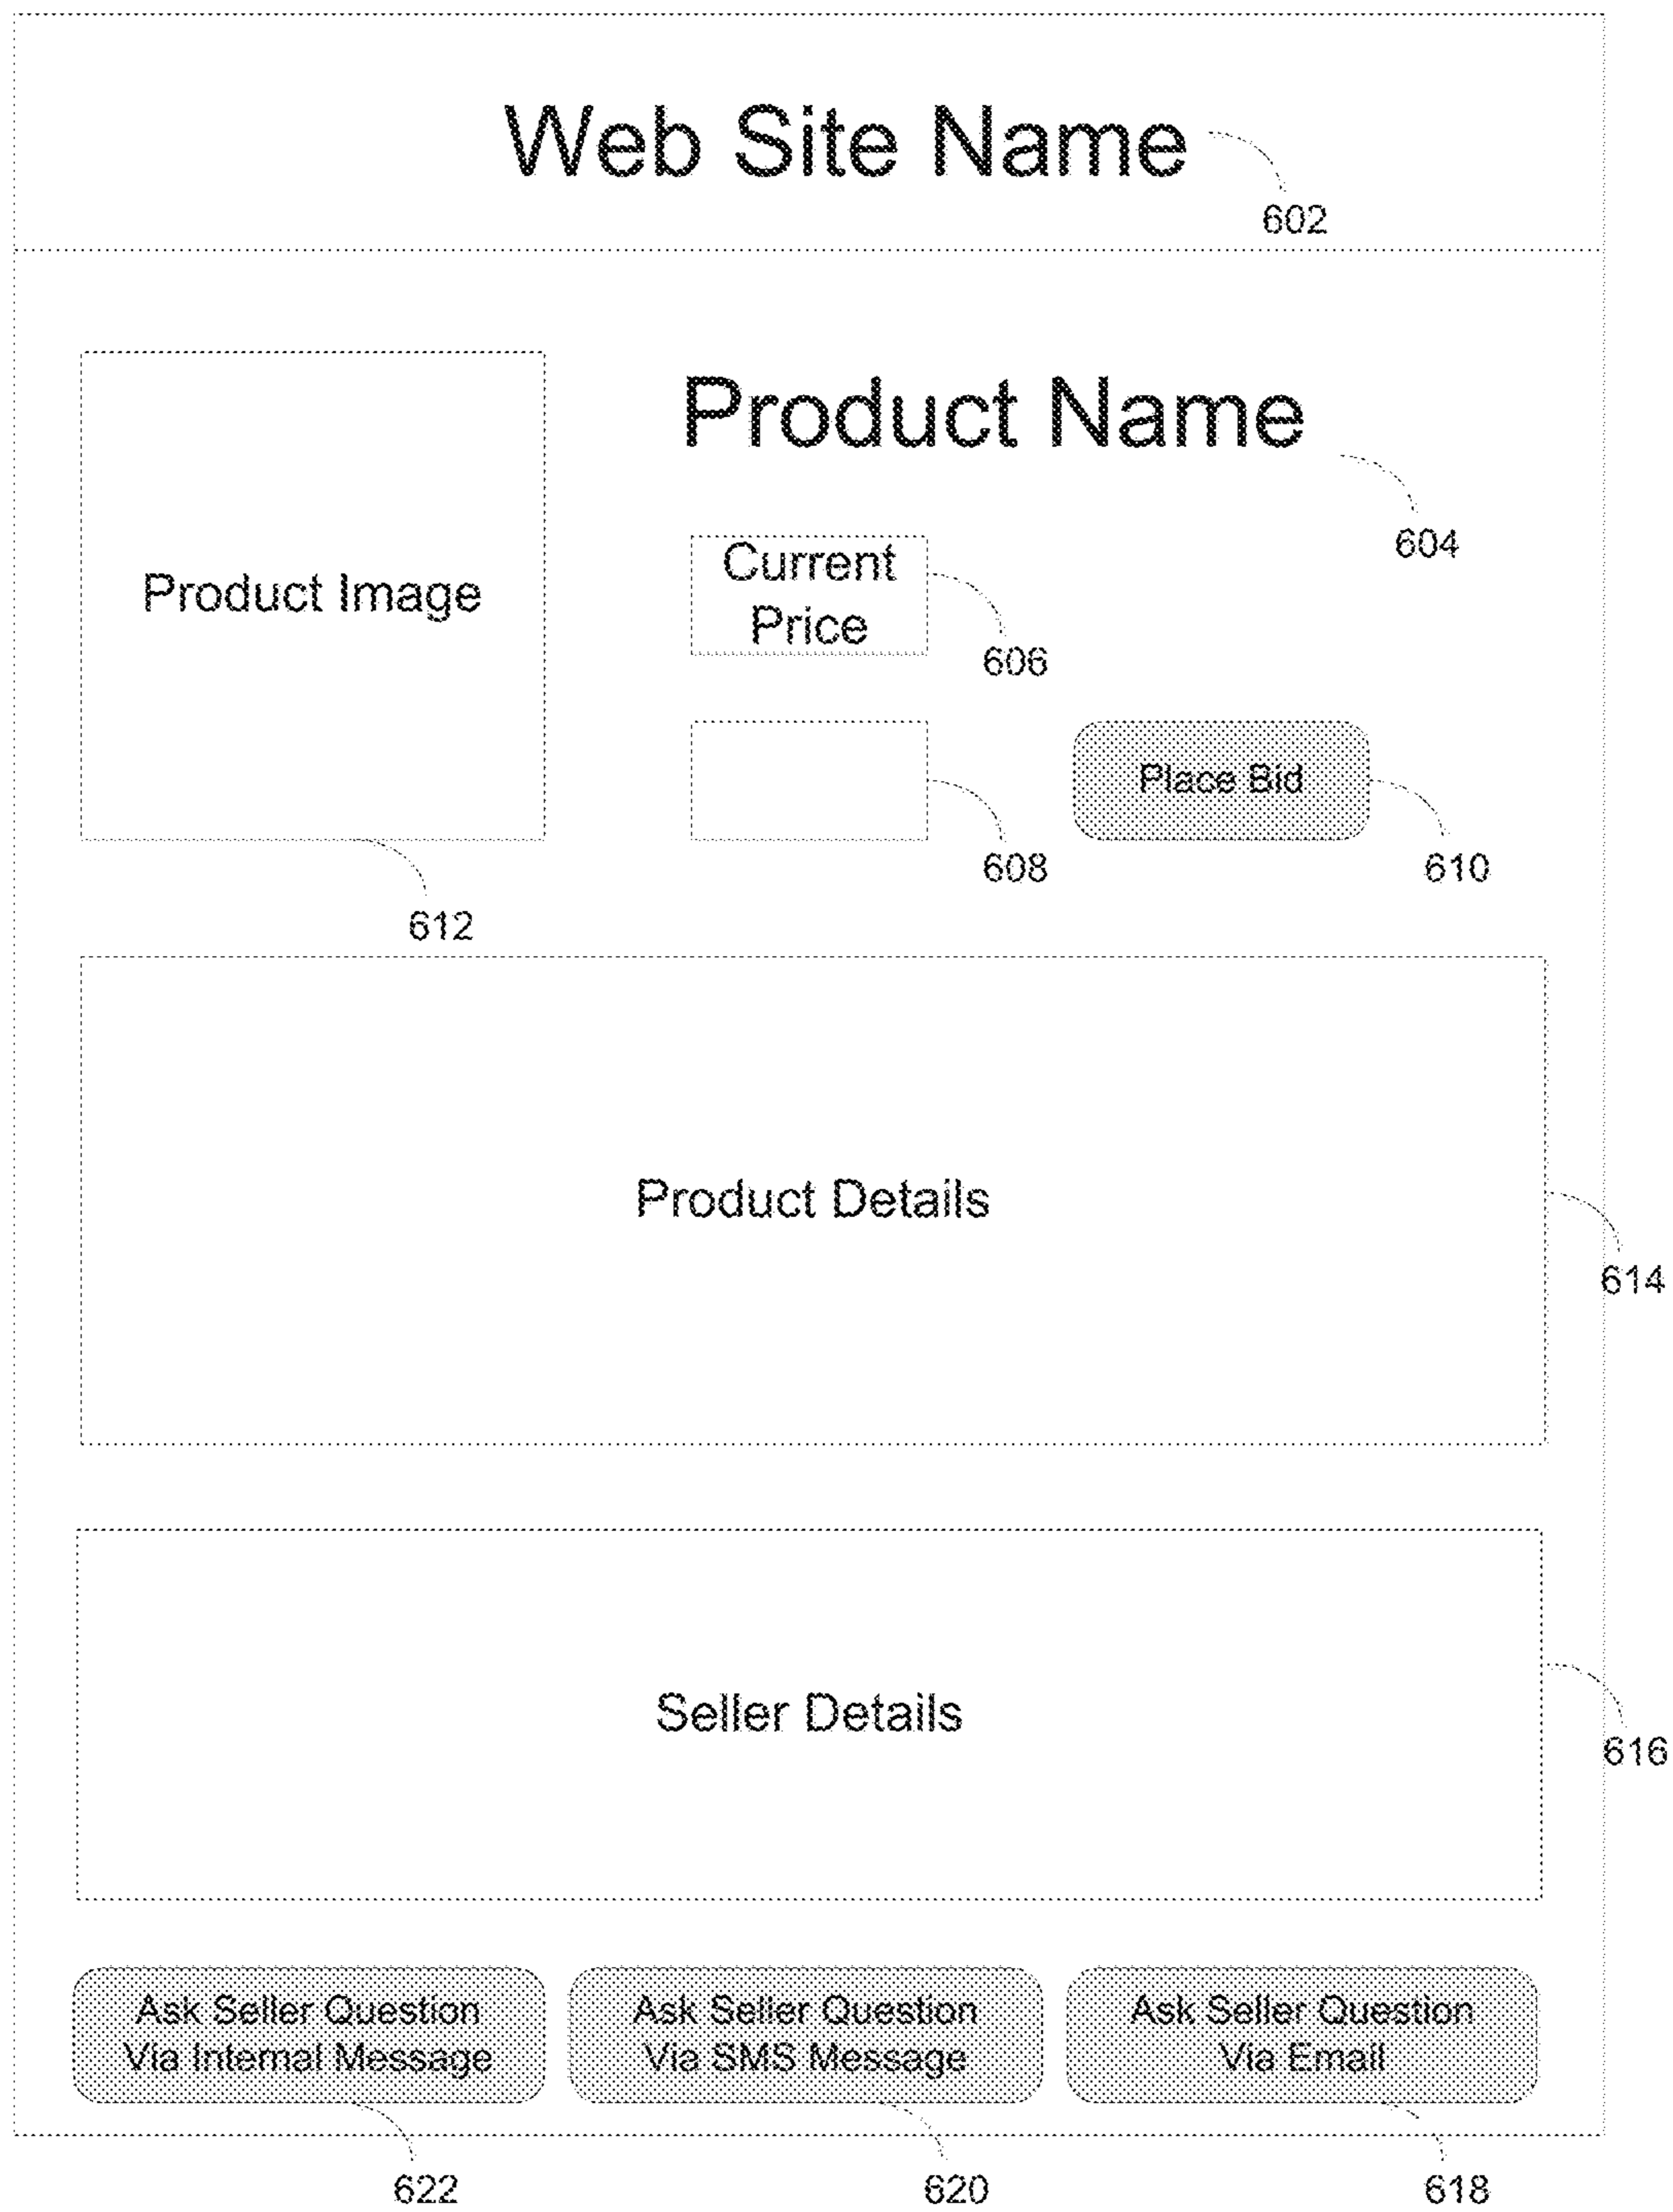 Web Site Name
602
Product Name
604
Product Image
Current
Price
606
608
Place Bid
610
612
Product Details
614
Seller Details
616
Ask Seller Question
Via Internal Message
Ask Seller Question
Via SMS Message
Ask Seller Question
Via Email
622
620
618